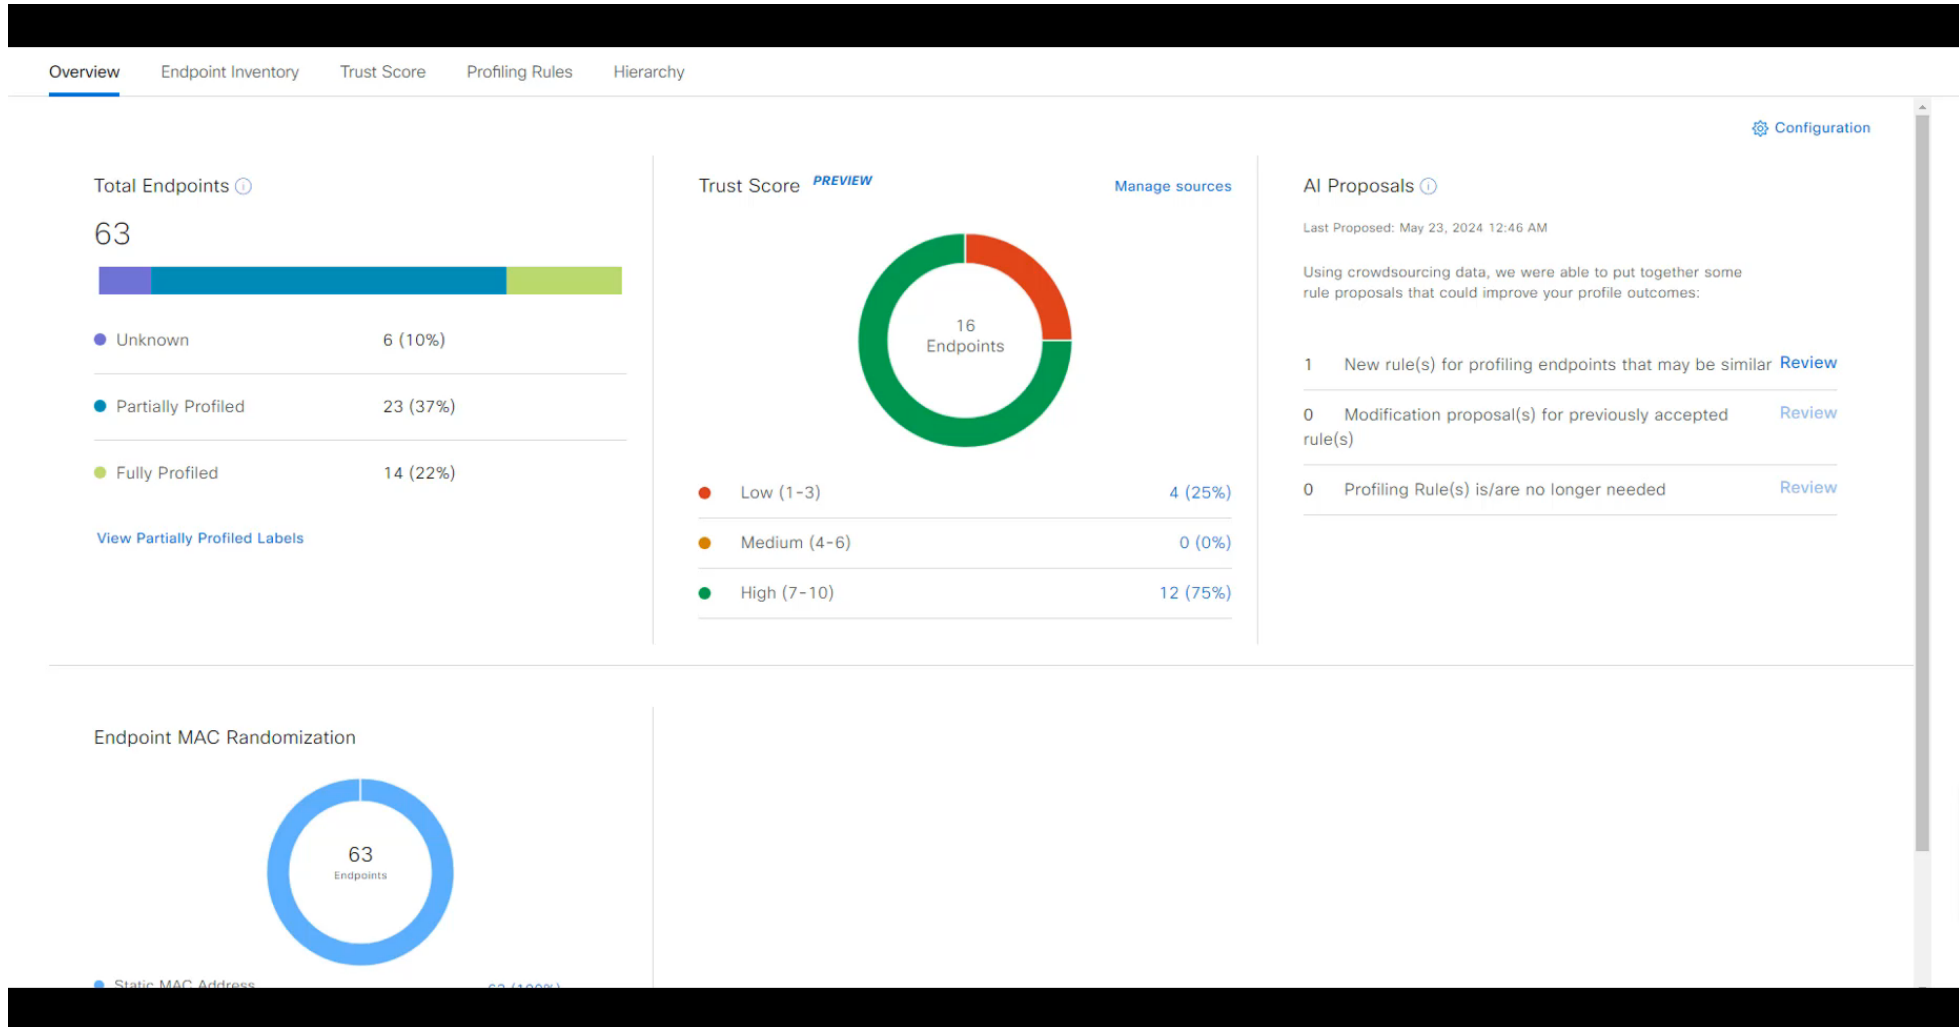 Overview Endpoint Inventory Trust Score Profiling Rules Hierarchy
Configuration
Total Endpoints
63
Unknown 6 (10%)
Partially Profiled 23 (37%)
Fully Profiled 14 (22%)
View Partially Profiled Labels
Trust Score PREVIEW Manage sources
16
Endpoints
Low (1-3) 4 (25%)
Medium (4-6) 0 (0%)
High (7-10) 12 (75%)
AI Proposals
Last Proposed: May 23, 2024 12:46 AM
Using crowdsourcing data, we were able to put together some
rule proposals that could improve your profile outcomes:
1 New rule(s) for profiling endpoints that may be similar Review
0 Modification proposal(s) for previously accepted Review
rule(s)
0 Profiling Rule(s) is/are no longer needed Review
Endpoint MAC Randomization
63
Endpoints
Static MAC Address 63 (100%)